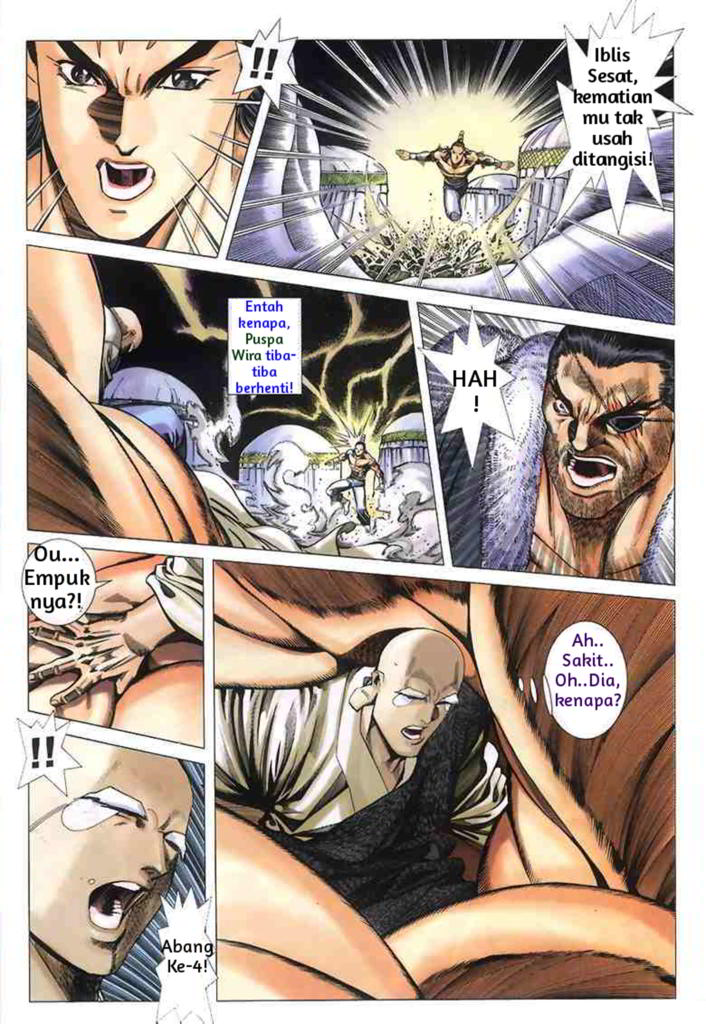 !!
Iblis
Sesat,
kematian
mu tak
usah
ditangisi!
Entah
kenapa,
Puspa
Wira tiba-
tiba
berhenti!
HAH
!
Ou...
Empuk
nya?!
Ah..
Sakit..
Oh..Dia,
kenapa?
!!
Abang
Ke-4!